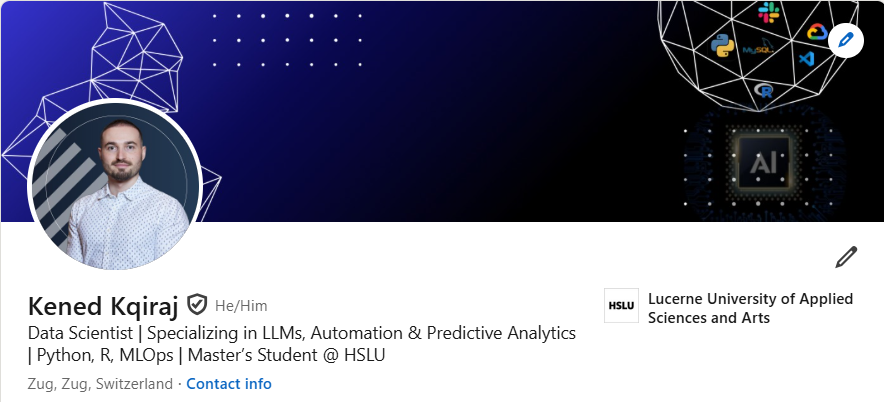 MySQL
R
AI
Kened Kqiraj He/Him
Data Scientist | Specializing in LLMs, Automation & Predictive Analytics
| Python, R, MLOps | Master’s Student @ HSLU
Zug, Zug, Switzerland · Contact info
HSLU
Lucerne University of Applied
Sciences and Arts